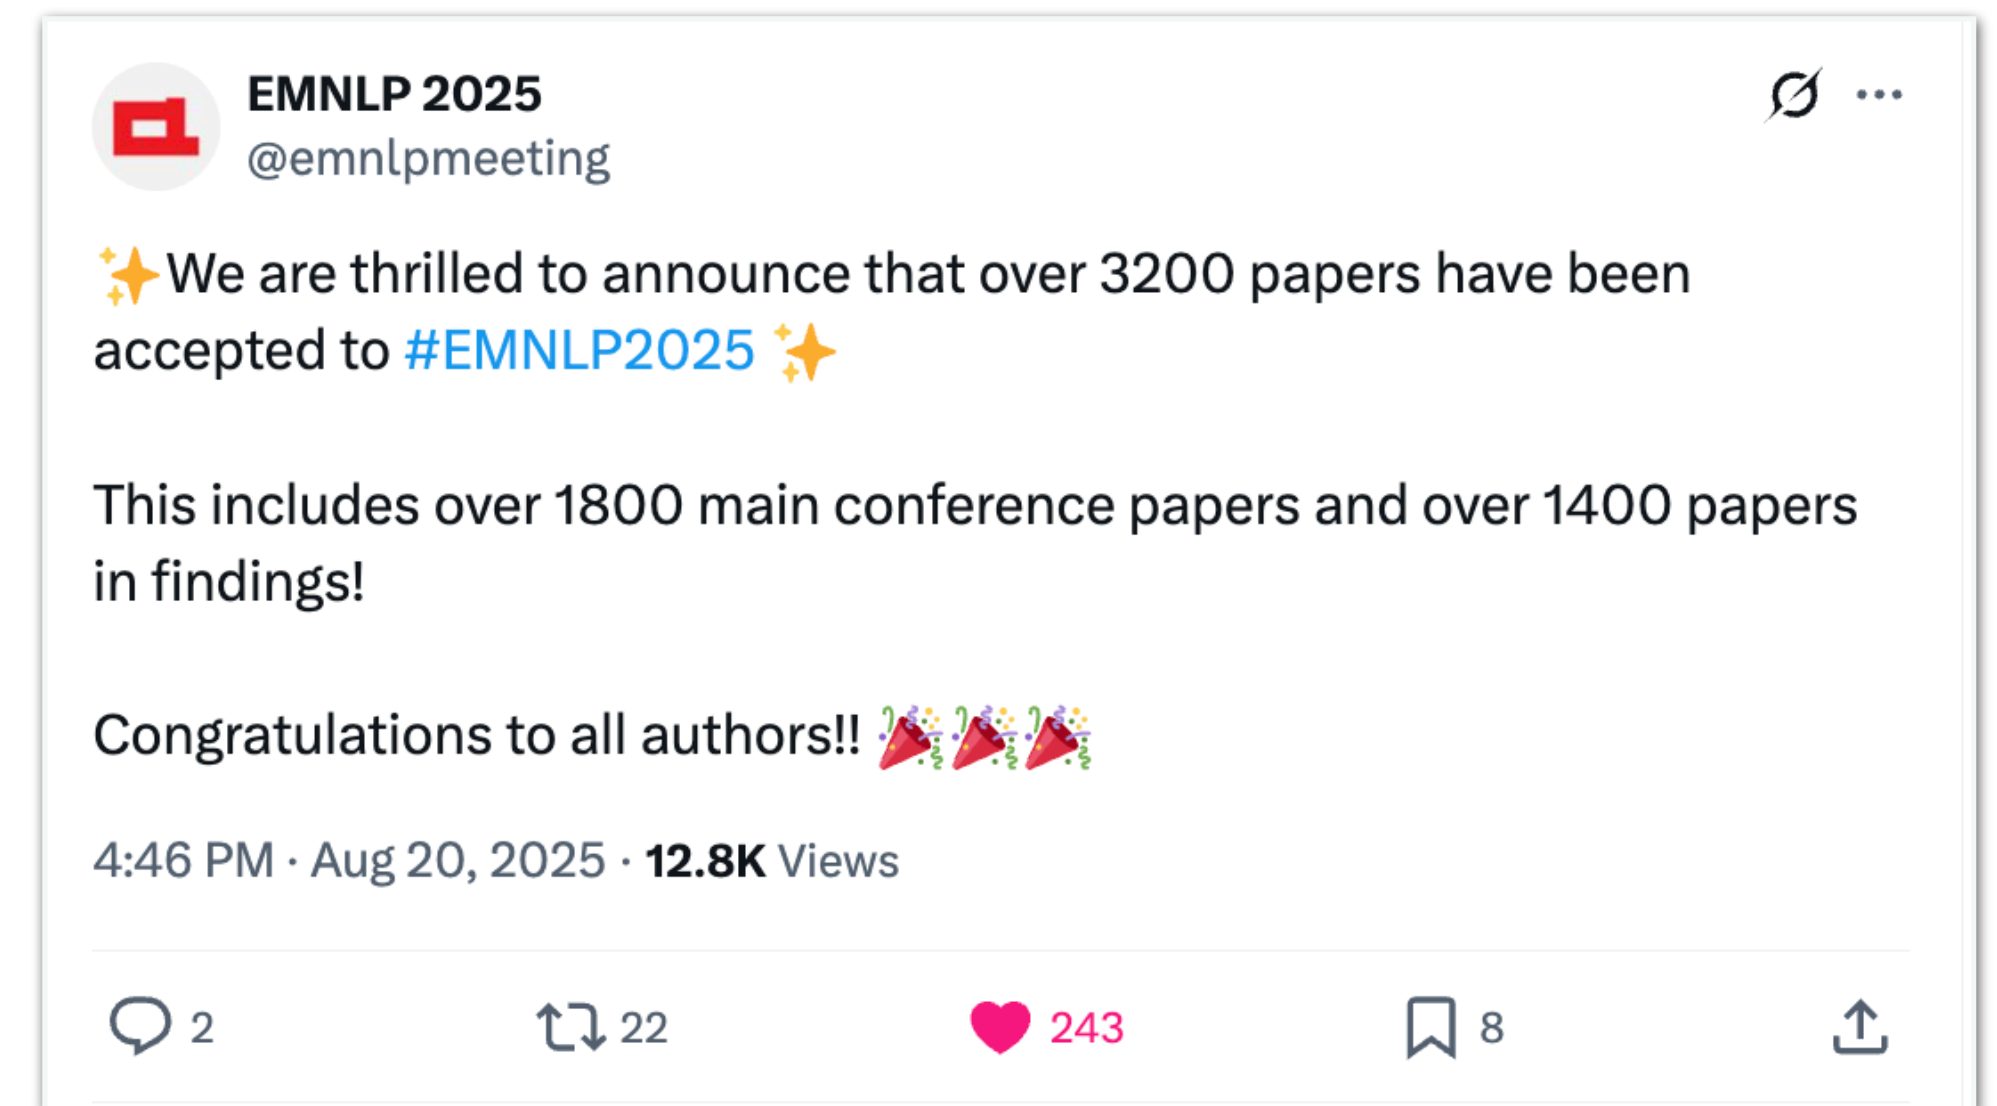 EMNLP 2025
@emnlpmeeting
✨We are thrilled to announce that over 3200 papers have been
accepted to #EMNLP2025 ✨
This includes over 1800 main conference papers and over 1400 papers
in findings!
Congratulations to all authors!! 🎉🎉🎉
4:46 PM · Aug 20, 2025 · 12.8K Views
2 22 243 8